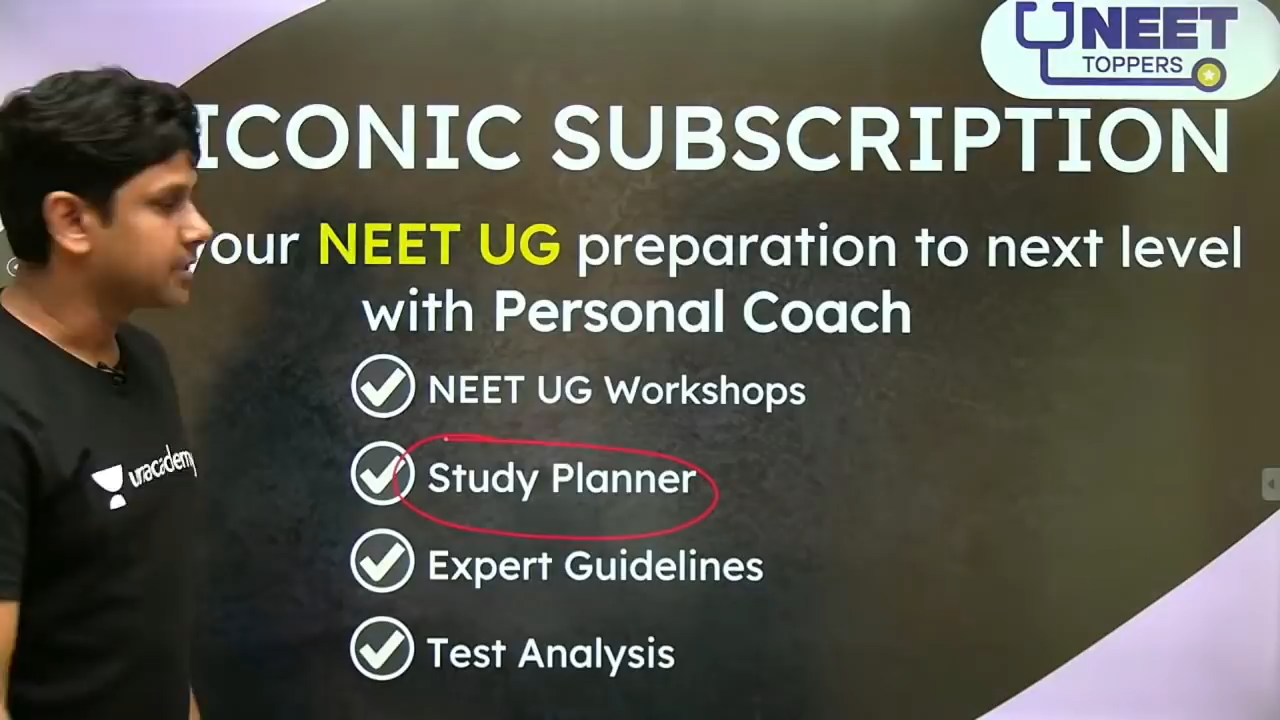 NEET
TOPPERS
ICONIC SUBSCRIPTION
your NEET UG preparation to next level
with Personal Coach
NEET UG Workshops
Study Planner
Expert Guidelines
Test Analysis
unacademy